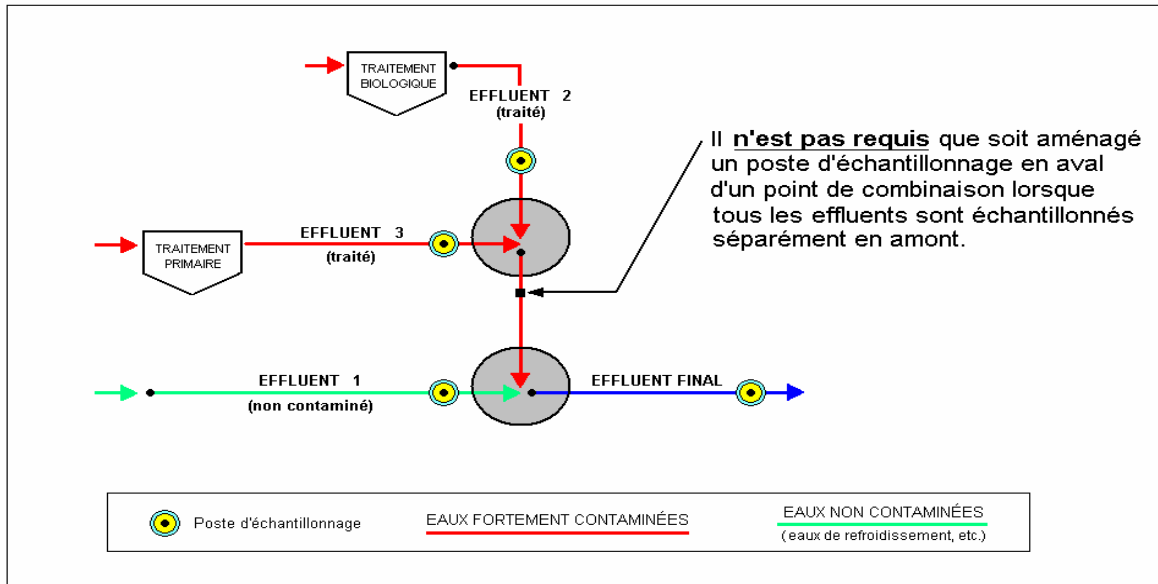 TRAITEMENT
BIOLOGIQUE
EFFLUENT 2
(traité)
Il n'est pas requis que soit aménagé
un poste d'échantillonnage en aval
d'un point de combinaison lorsque
tous les effluents sont échantillonnés
séparément en amont.
TRAITEMENT
PRIMAIRE
EFFLUENT 3
(traité)
EFFLUENT 1
(non contaminé)
EFFLUENT FINAL
Poste d'échantillonnage
EAUX FORTEMENT CONTAMINÉES
EAUX NON CONTAMINÉES
(eaux de refroidissement, etc.)